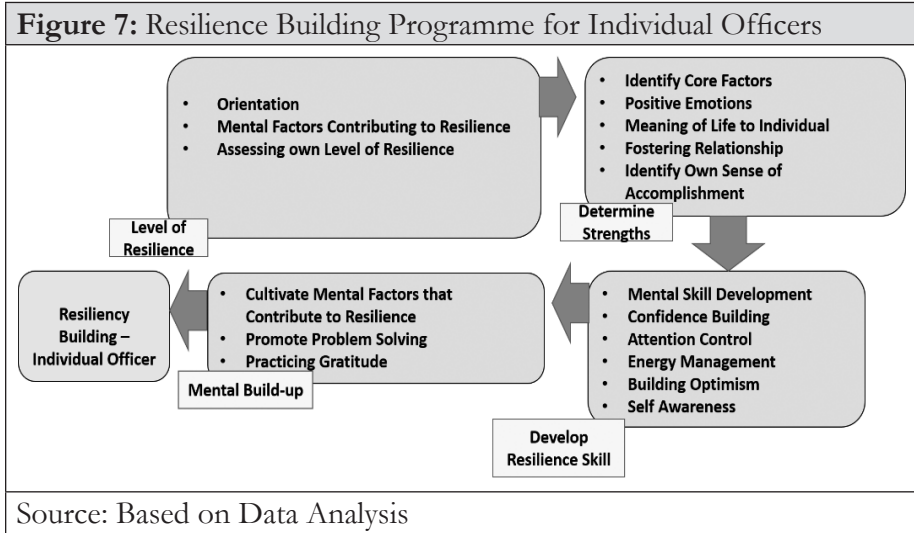 Figure 7: Resilience Building Programme for Individual Officers
• Orientation
• Mental Factors Contributing to Resilience
• Assessing own Level of Resilience
Level of
Resilience
• Identify Core Factors
• Positive Emotions
• Meaning of Life to Individual
• Fostering Relationship
• Identify Own Sense of
Accomplishment
Determine
Strengths
• Mental Skill Development
• Confidence Building
• Attention Control
• Energy Management
• Building Optimism
• Self Awareness
Develop
Resilience Skill
• Cultivate Mental Factors that
Contribute to Resilience
• Promote Problem Solving
• Practicing Gratitude
Mental Build-up
Resiliency
Building –
Individual Officer
Source: Based on Data Analysis